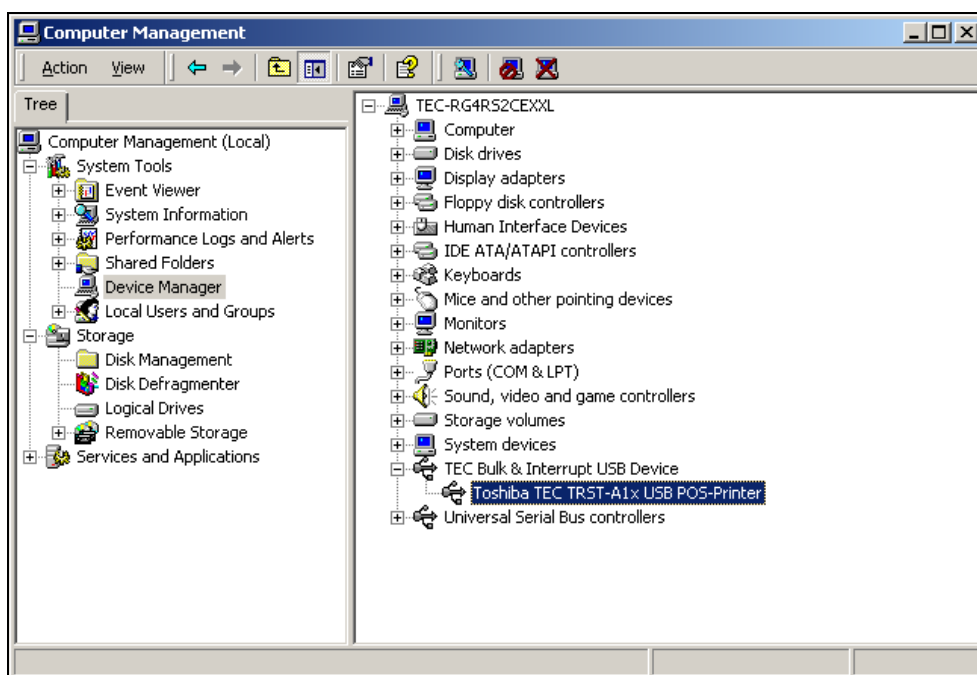 Computer Management
Action View
Tree
Computer Management (Local)
System Tools
Event Viewer
System Information
Performance Logs and Alerts
Shared Folders
Device Manager
Local Users and Groups
Storage
Disk Management
Disk Defragmenter
Logical Drives
Removable Storage
Services and Applications
TEC-RG4RS2CEXXL
Computer
Disk drives
Display adapters
Floppy disk controllers
Human Interface Devices
IDE ATA/ATAPI controllers
Keyboards
Mice and other pointing devices
Monitors
Network adapters
Ports (COM & LPT)
Sound, video and game controllers
Storage volumes
System devices
TEC Bulk & Interrupt USB Device
Toshiba TEC TRST-A1x USB POS-Printer
Universal Serial Bus controllers